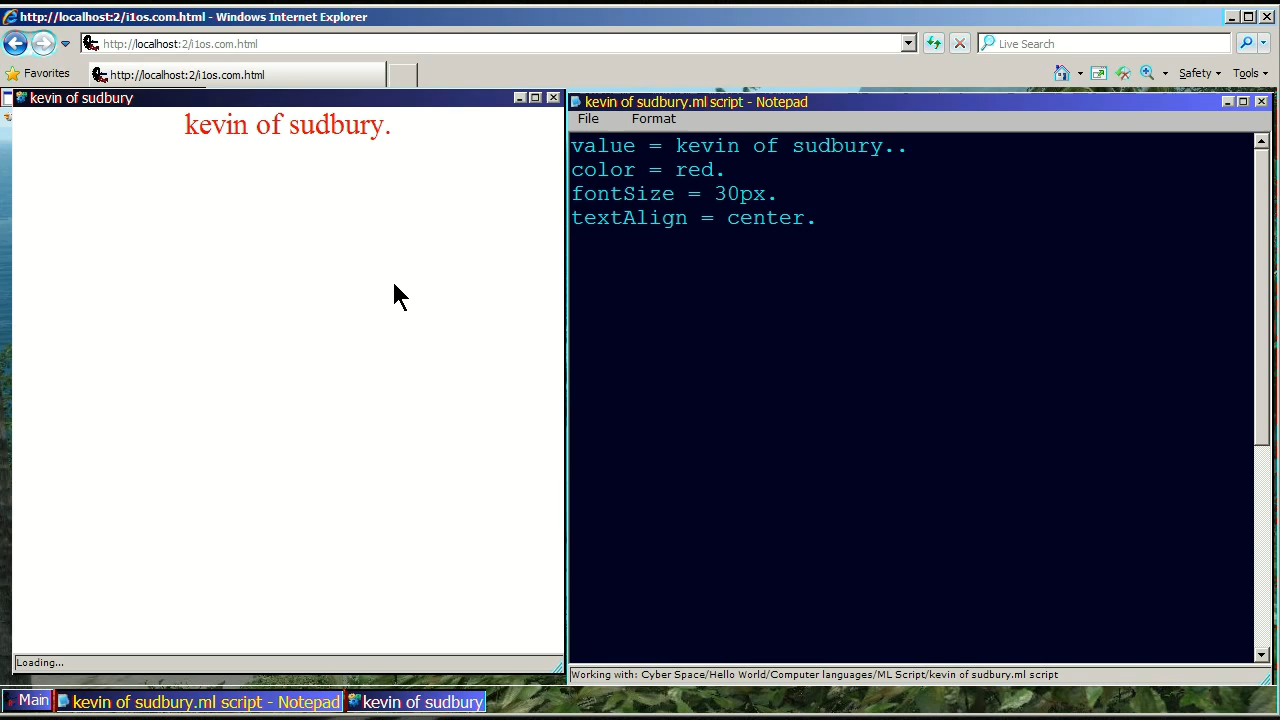 http://localhost:2/i1os.com.html - Windows Internet Explorer
http://localhost:2/i1os.com.html
Live Search
Favorites
http://localhost:2/i1os.com.html
Safety
Tools
kevin of sudbury
kevin of sudbury.
Loading...
kevin of sudbury.ml script - Notepad
File Format
value = kevin of sudbury..
color = red.
fontSize = 30px.
textAlign = center.
Working with: Cyber Space/Hello World/Computer languages/ML Script/kevin of sudbury.ml script
Main
kevin of sudbury.ml script - Notepad
kevin of sudbury